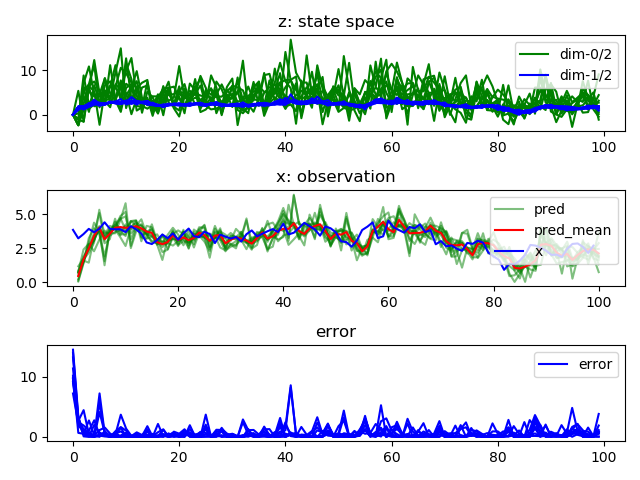 z: state space
10
0
dim-0/2
dim-1/2
0 20 40 60 80 100
x: observation
5.0
2.5
0.0
pred
pred_mean
x
0 20 40 60 80 100
error
10
0
error
0 20 40 60 80 100